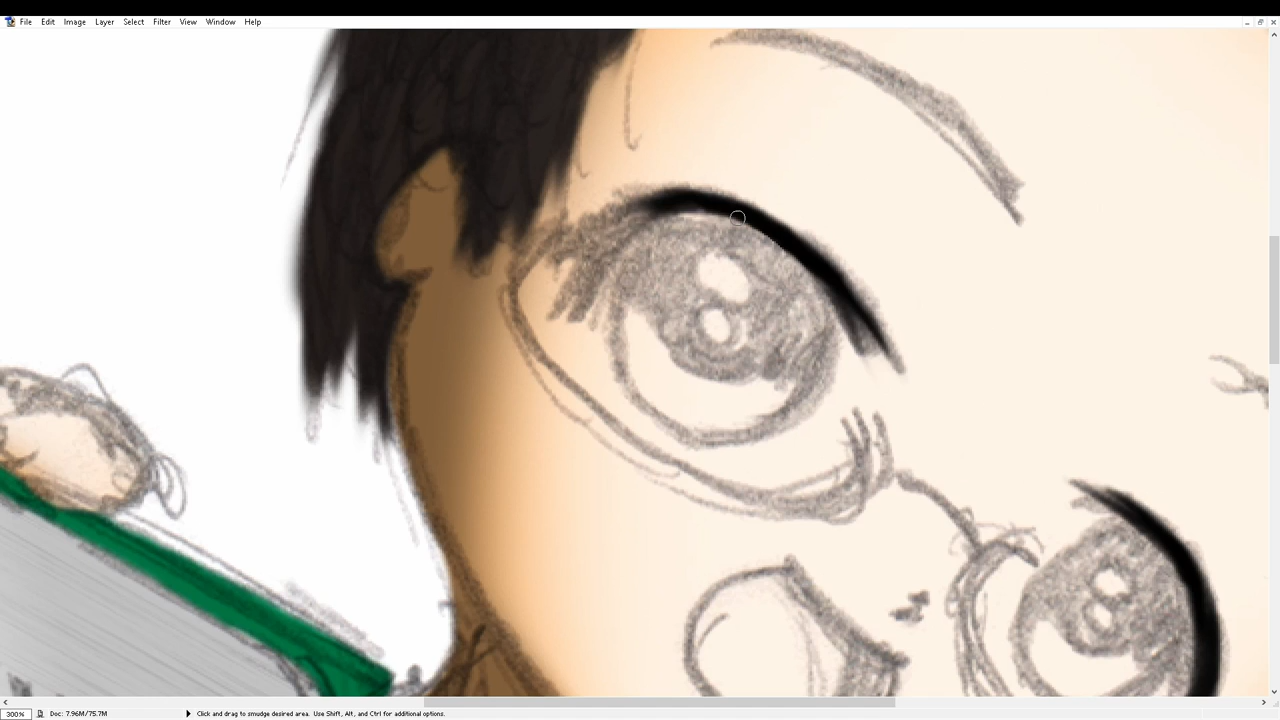 File Edit Image Layer Select Filter View Window Help
300% Doc: 7.96M/75.7M Click and drag to smudge desired area. Use Shift, Alt, and Ctrl for additional options.